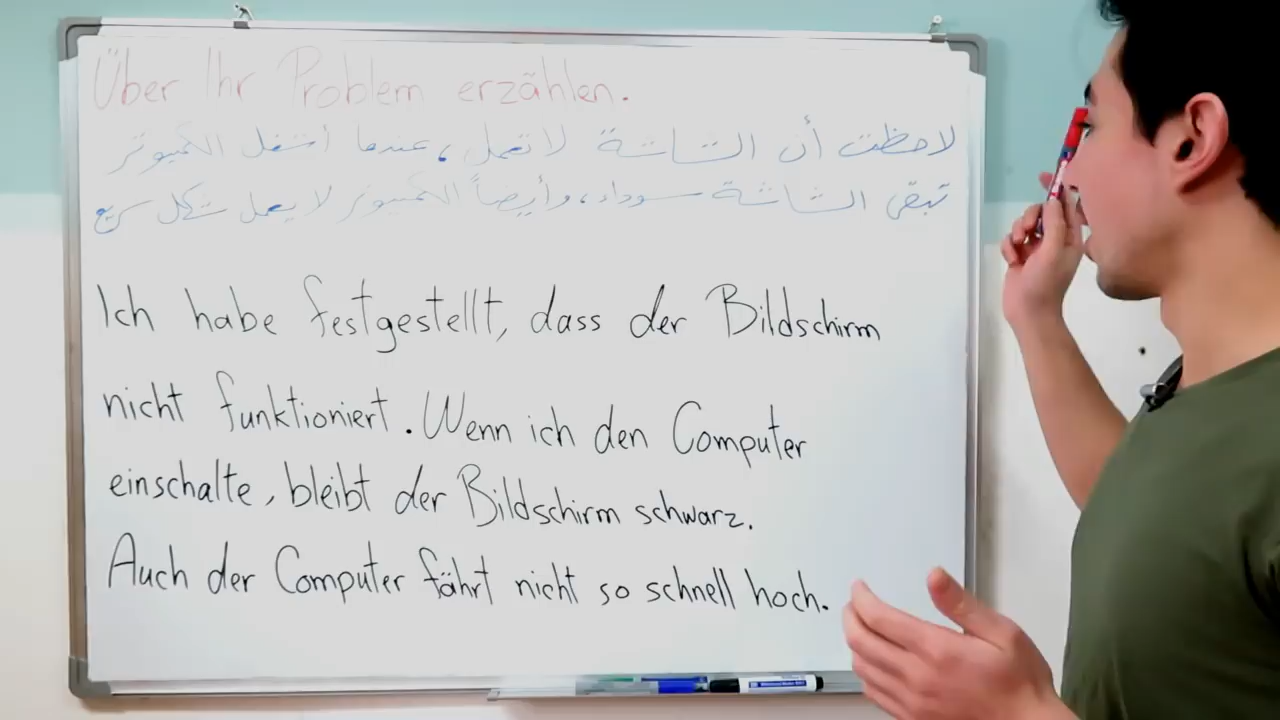 Über Ihr Problem erzählen.
لاحظت أن الشاشة لا تعمل، عندما أشغل الكمبيوتر
تبقى الشاشة سوداء، وأيضاً الكمبيوتر لا يعمل بشكل سريع
Ich habe festgestellt, dass der Bildschirm
nicht funktioniert. Wenn ich den Computer
einschalte, bleibt der Bildschirm schwarz.
Auch der Computer fährt nicht so schnell hoch.